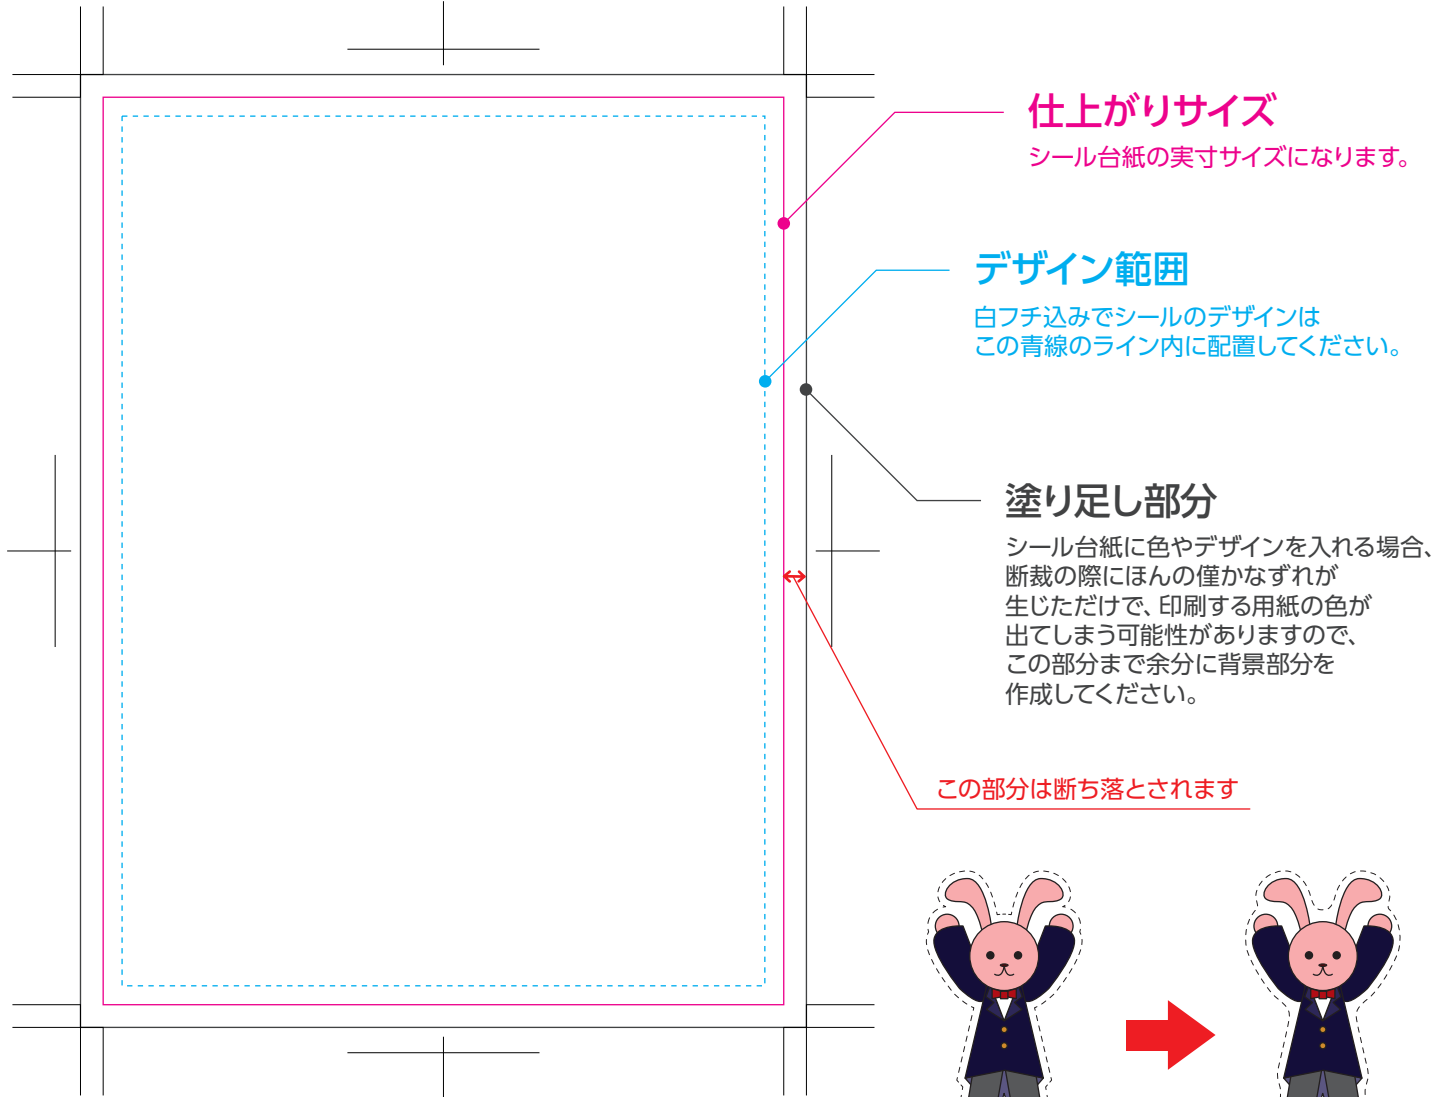 仕上がりサイズ
シール台紙の実寸サイズになります。
デザイン範囲
白フチ込みでシールのデザインは
この青線のライン内に配置してください。
塗り足し部分
シール台紙に色やデザインを入れる場合、
断裁の際にほんの僅かなずれが
生じただけで、印刷する用紙の色が
出てしまう可能性がありますので、
この部分まで余分に背景部分を
作成してください。
この部分は断ち落とされます